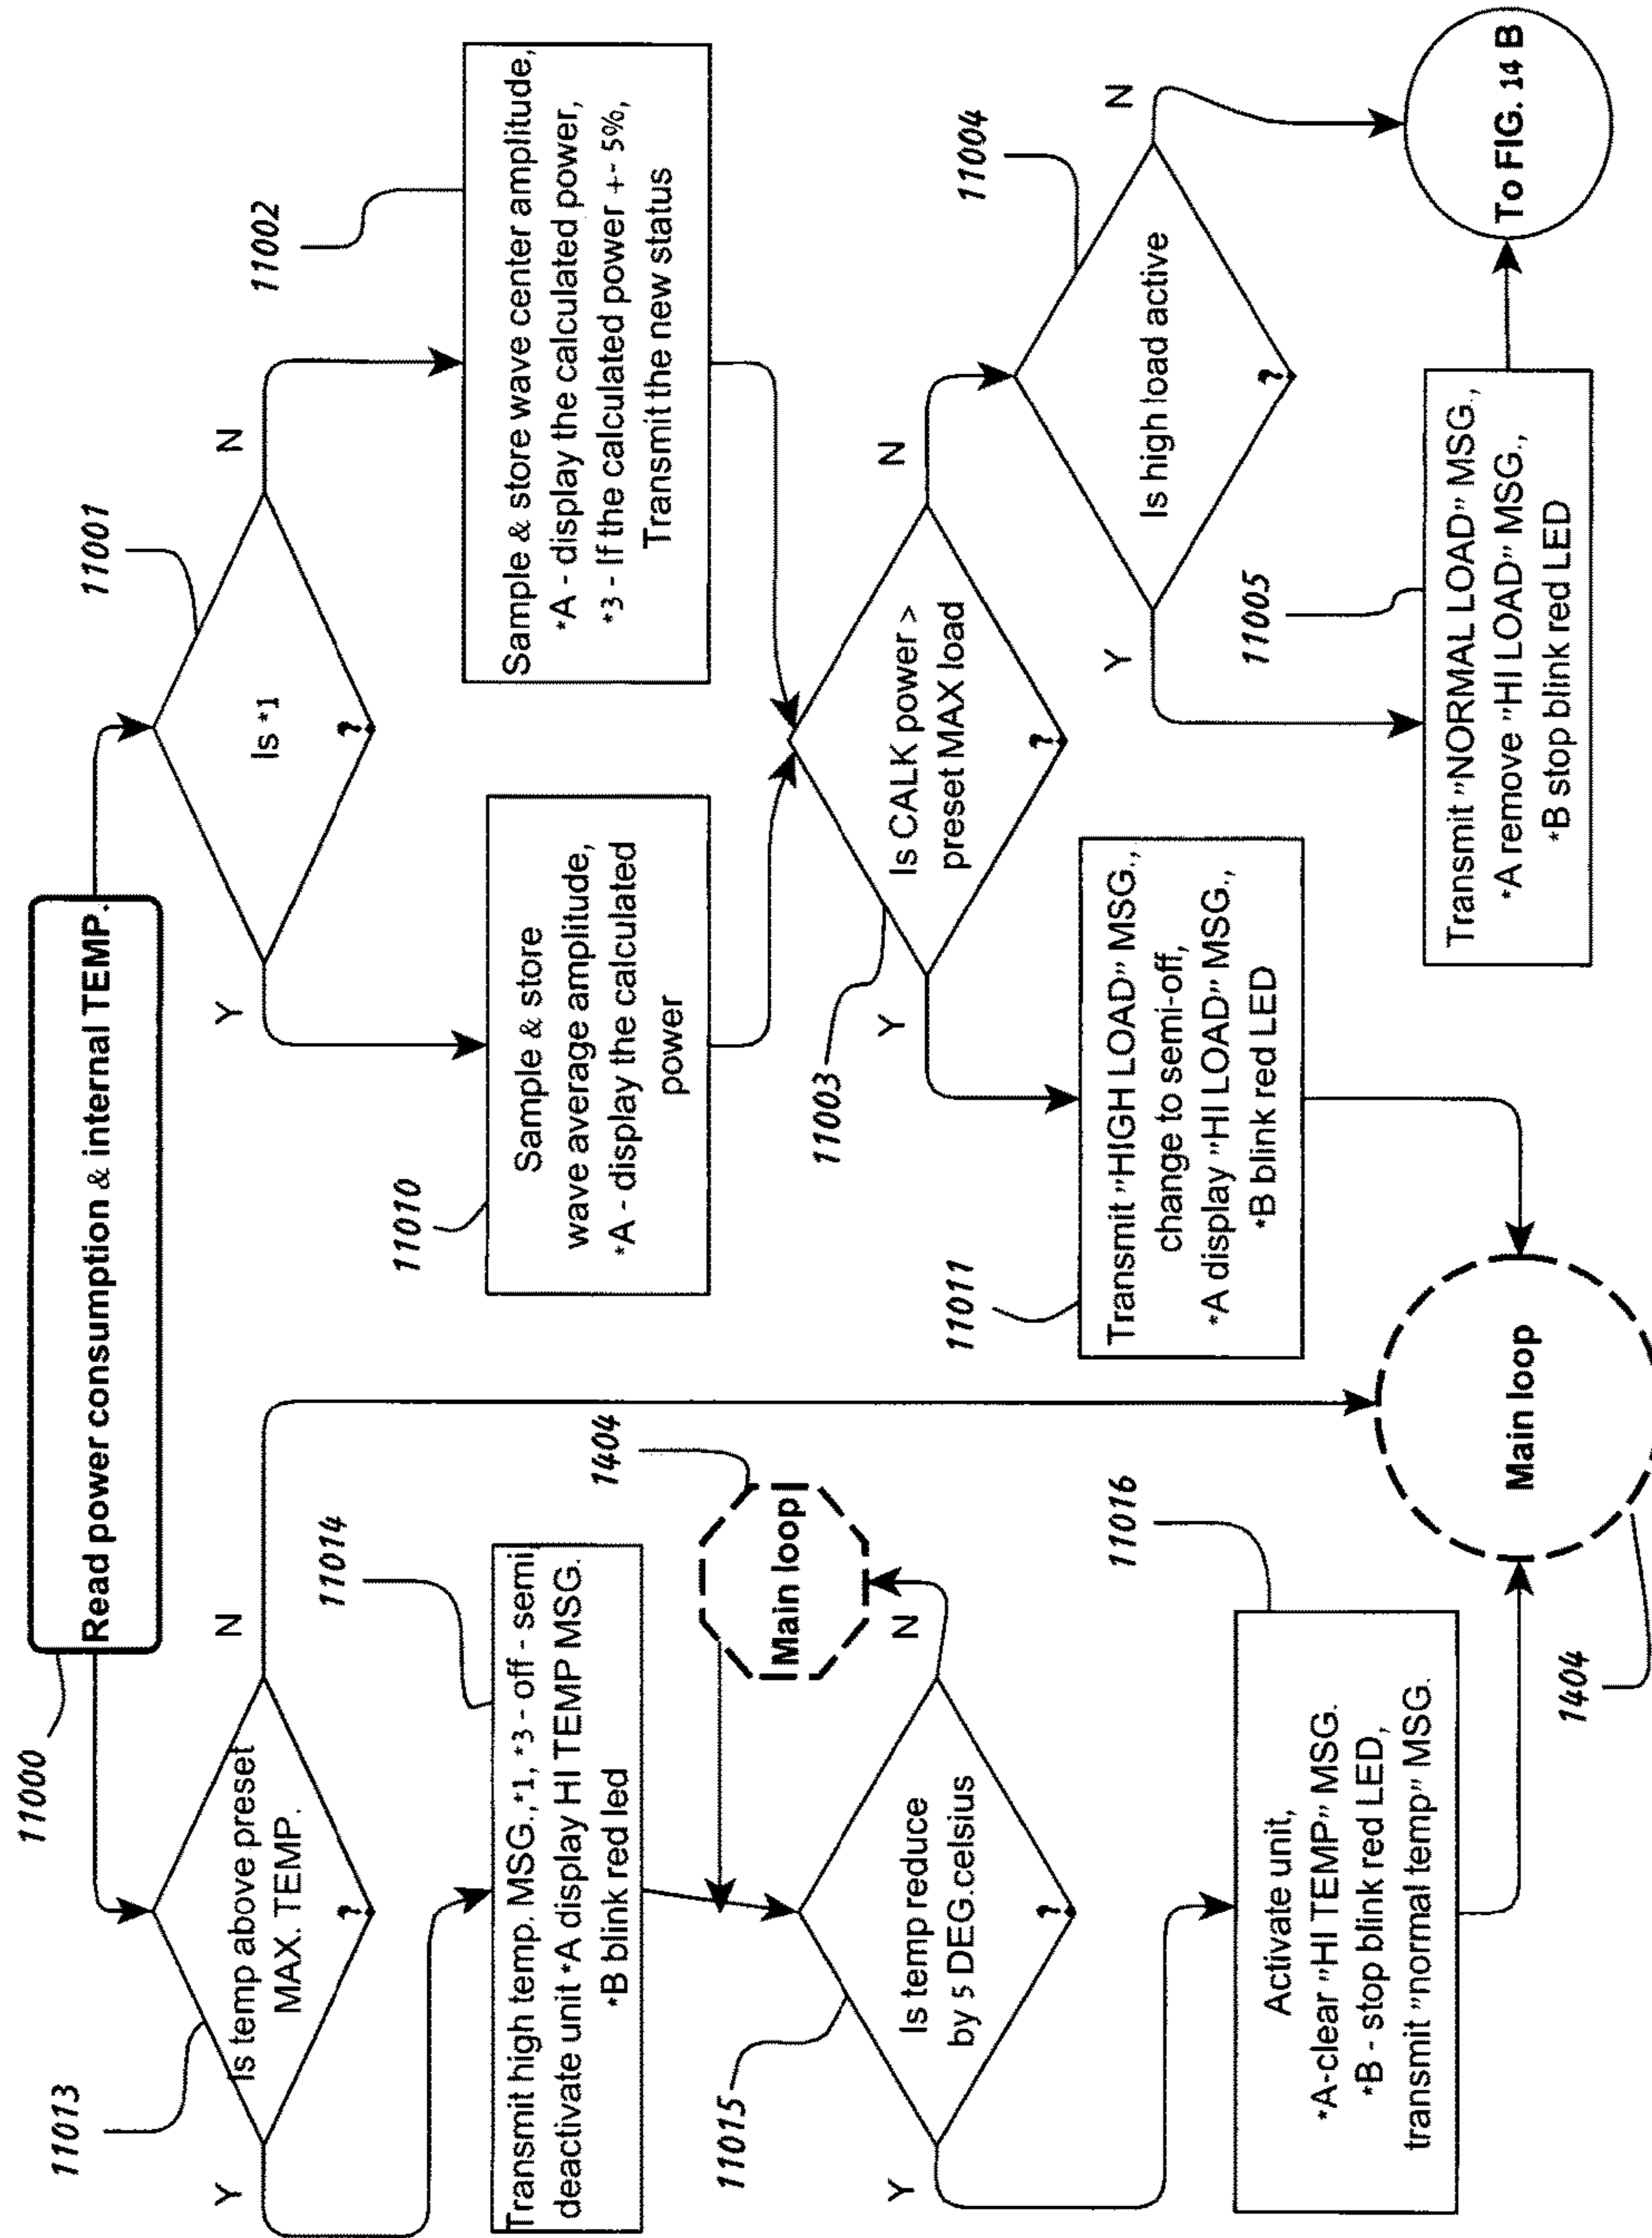 11000
Read power consumption & internal TEMP.
11013
Is temp above preset
MAX. TEMP.
?
Y
N
11014
Transmit high temp. MSG.,*1, *3 - off - semi
deactivate unit *A display HI TEMP MSG.
*B blink red led
1404
Main loop
11015
Is temp reduce
by 5 DEG.celsius
?
Y
N
11016
Activate unit,
*A-clear "HI TEMP" MSG.
*B - stop blink red LED,
transmit "normal temp" MSG.
1404
Main loop
11001
Is *1
?
Y
N
11010
Sample & store
wave average amplitude,
*A - display the calculated
power
11002
Sample & store wave center amplitude,
*A - display the calculated power,
*3 - If the calculated power +- 5%,
Transmit the new status
11003
Is CALK power >
preset MAX load
?
Y
N
11011
Transmit "HIGH LOAD" MSG.,
change to semi-off,
*A display "HI LOAD" MSG.,
*B blink red LED
11004
Is high load active
?
Y
N
11005
Transmit "NORMAL LOAD" MSG.,
*A remove "HI LOAD" MSG.,
*B stop blink red LED
To FIG. 14 B